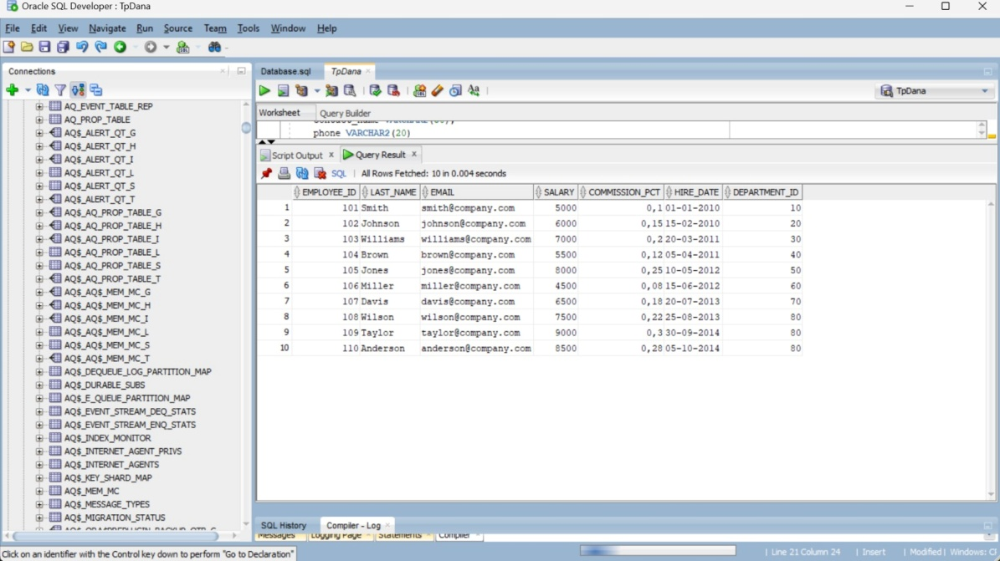 Oracle SQL Developer : TpDana
File Edit View Navigate Run Source Team Tools Window Help
Connections
AQ_EVENT_TABLE_REP
AQ_PROP_TABLE
AQ$_ALERT_QT_G
AQ$_ALERT_QT_H
AQ$_ALERT_QT_I
AQ$_ALERT_QT_L
AQ$_ALERT_QT_S
AQ$_ALERT_QT_T
AQ$_AQ_PROP_TABLE_G
AQ$_AQ_PROP_TABLE_H
AQ$_AQ_PROP_TABLE_I
AQ$_AQ_PROP_TABLE_L
AQ$_AQ_PROP_TABLE_S
AQ$_AQ_PROP_TABLE_T
AQ$_AQ$_MEM_MC_G
AQ$_AQ$_MEM_MC_H
AQ$_AQ$_MEM_MC_I
AQ$_AQ$_MEM_MC_L
AQ$_AQ$_MEM_MC_S
AQ$_AQ$_MEM_MC_T
AQ$_DEQUEUE_LOG_PARTITION_MAP
AQ$_DURABLE_SUBS
AQ$_E_QUEUE_PARTITION_MAP
AQ$_EVENT_STREAM_DEQ_STATS
AQ$_EVENT_STREAM_ENQ_STATS
AQ$_INDEX_MONITOR
AQ$_INTERNET_AGENT_PRIVS
AQ$_INTERNET_AGENTS
AQ$_KEY_SHARD_MAP
AQ$_MEM_MC
AQ$_MESSAGE_TYPES
AQ$_MIGRATION_STATUS
Database.sql TpDana
TpDana
Worksheet Query Builder
phone VARCHAR2(20)
Script Output x Query Result x
SQL | All Rows Fetched: 10 in 0.004 seconds
EMPLOYEE_ID LAST_NAME EMAIL SALARY COMMISSION_PCT HIRE_DATE DEPARTMENT_ID
1 101 Smith smith@company.com 5000 0,1 01-01-2010 10
2 102 Johnson johnson@company.com 6000 0,15 15-02-2010 20
3 103 Williams williams@company.com 7000 0,2 20-03-2011 30
4 104 Brown brown@company.com 5500 0,12 05-04-2011 40
5 105 Jones jones@company.com 8000 0,25 10-05-2012 50
6 106 Miller miller@company.com 4500 0,08 15-06-2012 60
7 107 Davis davis@company.com 6500 0,18 20-07-2013 70
8 108 Wilson wilson@company.com 7500 0,22 25-08-2013 80
9 109 Taylor taylor@company.com 9000 0,3 30-09-2014 80
10 110 Anderson anderson@company.com 8500 0,28 05-10-2014 80
SQL History Compiler - Log
Messages Logging Page Statements Compiler
Click on an identifier with the Control key down to perform "Go to Declaration"
| Line 21 Column 24 | Insert | Modified | Windows: